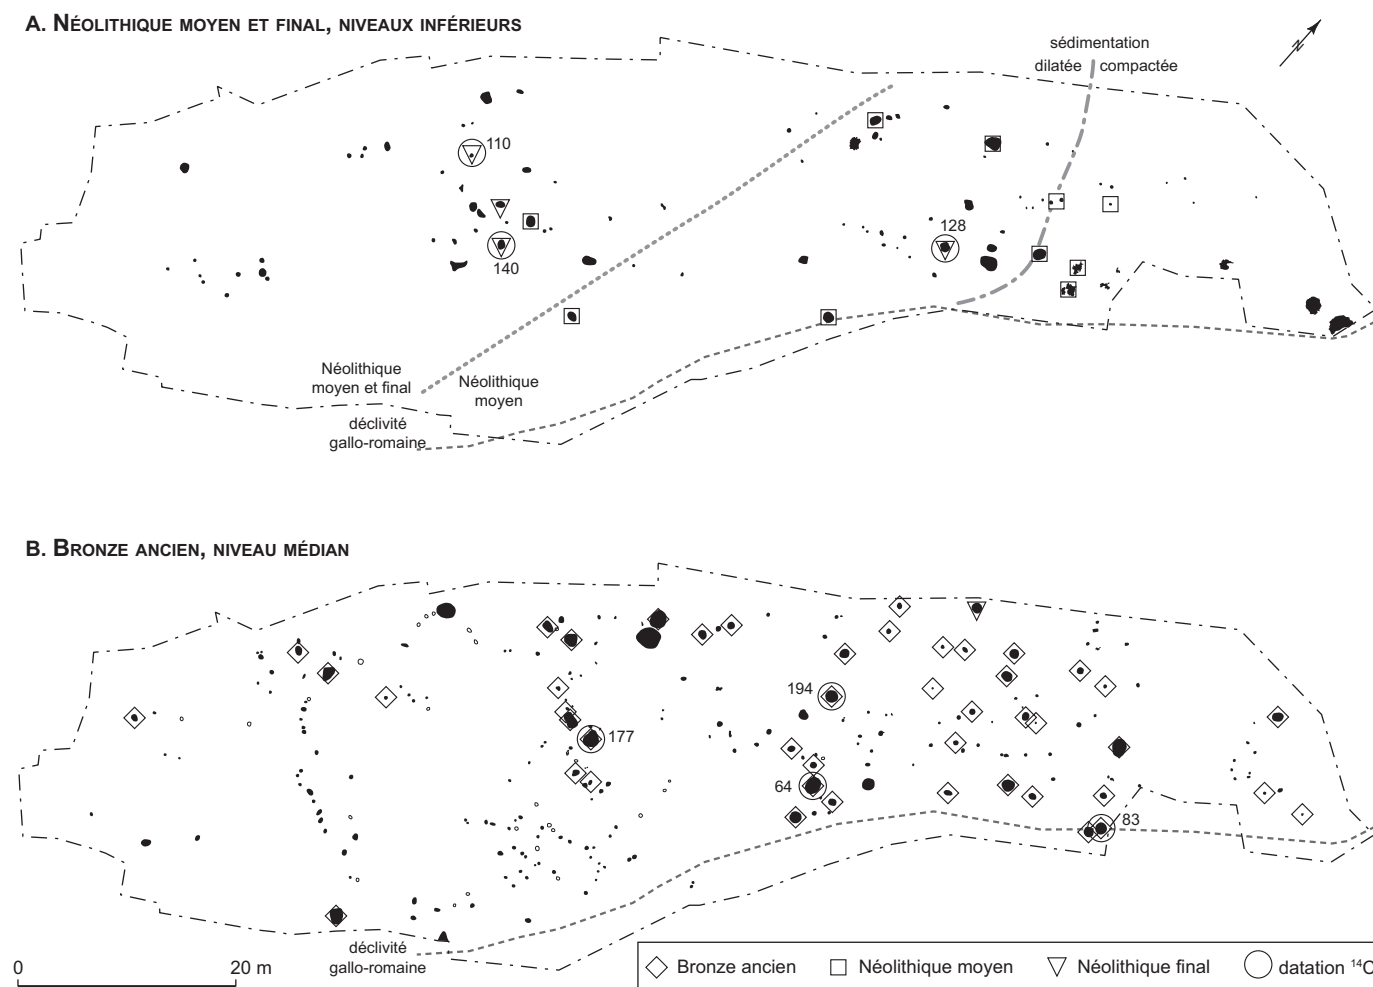 A. Néolithique moyen et final, niveaux inférieurs
N
sédimentation
dilatée compactée
110
140
128
Néolithique
moyen et final
Néolithique
moyen
déclivité
gallo-romaine
B. Bronze ancien, niveau médian
194
177
64
83
déclivité
gallo-romaine
0 20 m
Bronze ancien Néolithique moyen Néolithique final datation ¹⁴C